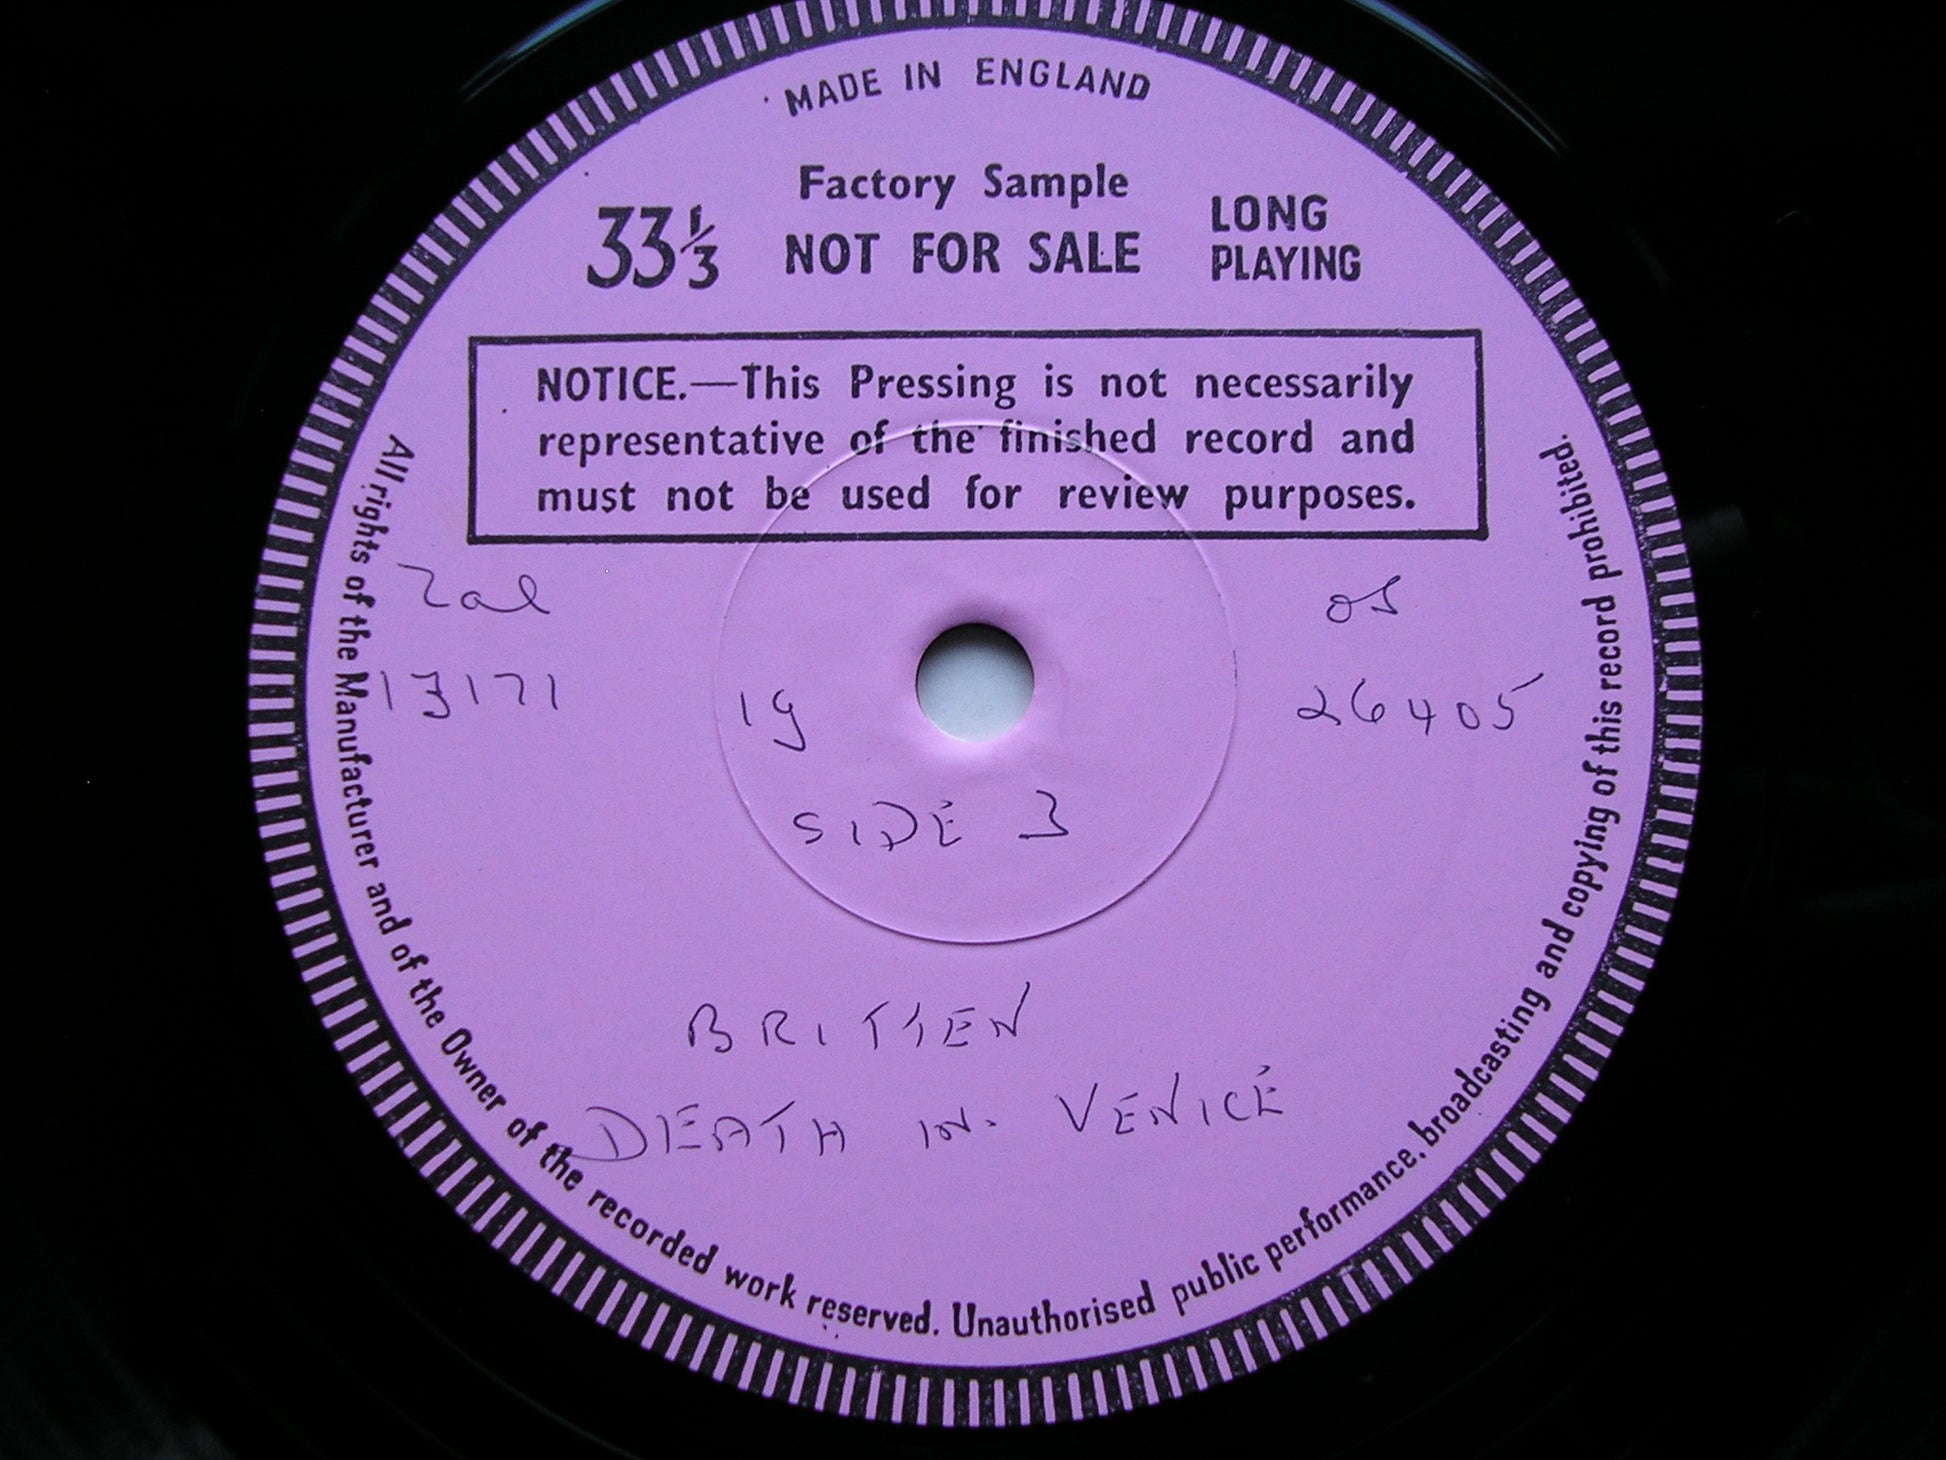 MADE IN ENGLAND
Factory Sample
33⅓ NOT FOR SALE LONG PLAYING
NOTICE.—This Pressing is not necessarily
representative of the finished record and
must not be used for review purposes.
Zal
13171
19
os
26405
SIDE 3
BRITTEN
DEATH IN VENICE
All rights of the Manufacturer and of the Owner of the recorded work reserved. Unauthorised public performance, broadcasting and copying of this record prohibited.